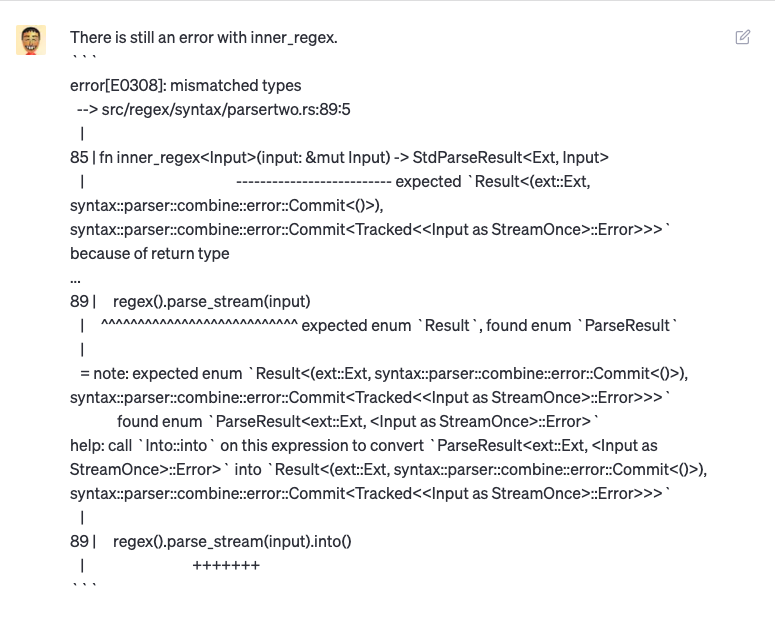 There is still an error with inner_regex.
```
error[E0308]: mismatched types
--> src/regex/syntax/parsertwo.rs:89:5
|
85 | fn inner_regex<Input>(input: &mut Input) -> StdParseResult<Ext, Input>
| -------------------------- expected `Result<(ext::Ext,
syntax::parser::combine::error::Commit<()>),
syntax::parser::combine::error::Commit<Tracked<<Input as StreamOnce>::Error>>>`
because of return type
...
89 | regex().parse_stream(input)
| ^^^^^^^^^^^^^^^^^^^^^^^^^^^ expected enum `Result`, found enum `ParseResult`
|
= note: expected enum `Result<(ext::Ext, syntax::parser::combine::error::Commit<()>),
syntax::parser::combine::error::Commit<Tracked<<Input as StreamOnce>::Error>>>`
found enum `ParseResult<ext::Ext, <Input as StreamOnce>::Error>`
help: call `Into::into` on this expression to convert `ParseResult<ext::Ext, <Input as
StreamOnce>::Error>` into `Result<(ext::Ext, syntax::parser::combine::error::Commit<()>),
syntax::parser::combine::error::Commit<Tracked<<Input as StreamOnce>::Error>>>`
|
89 | regex().parse_stream(input).into()
| +++++++
```